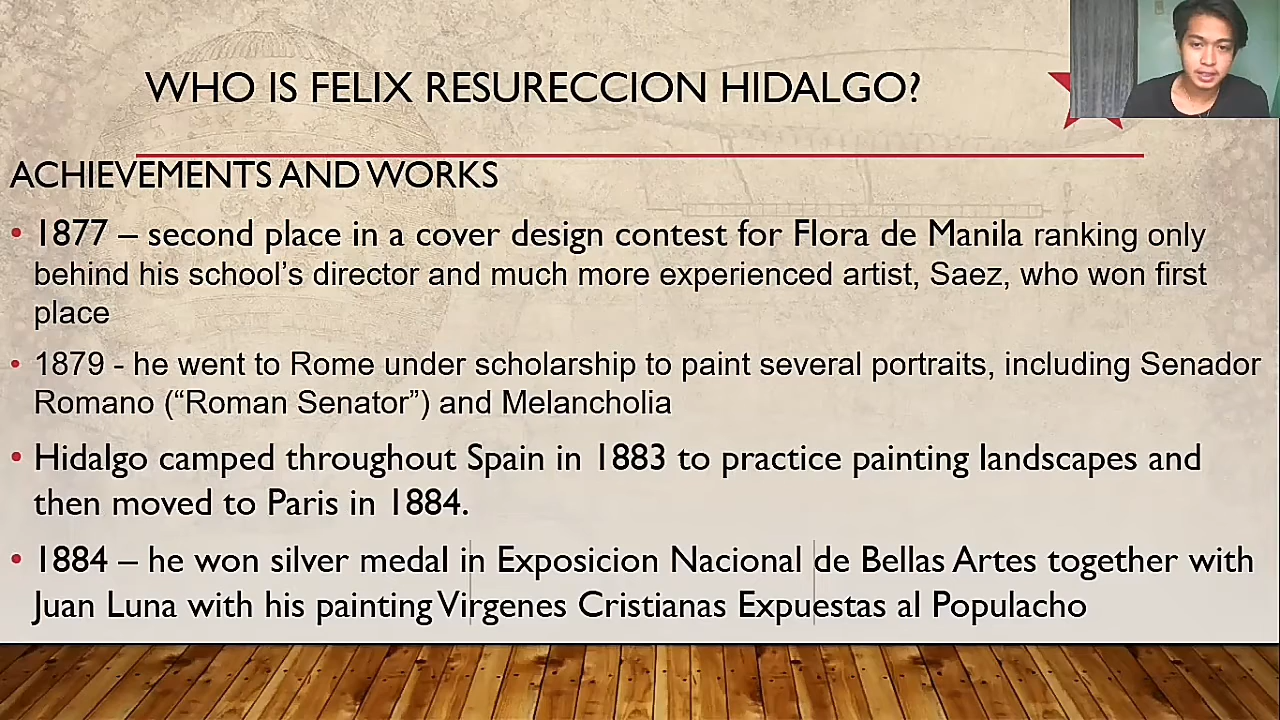 WHO IS FELIX RESURECCION HIDALGO?
ACHIEVEMENTS AND WORKS
• 1877 – second place in a cover design contest for Flora de Manila ranking only
behind his school’s director and much more experienced artist, Saez, who won first
place
• 1879 - he went to Rome under scholarship to paint several portraits, including Senador
Romano (“Roman Senator”) and Melancholia
• Hidalgo camped throughout Spain in 1883 to practice painting landscapes and
then moved to Paris in 1884.
• 1884 – he won silver medal in Exposicion Nacional de Bellas Artes together with
Juan Luna with his painting Virgenes Cristianas Expuestas al Populacho